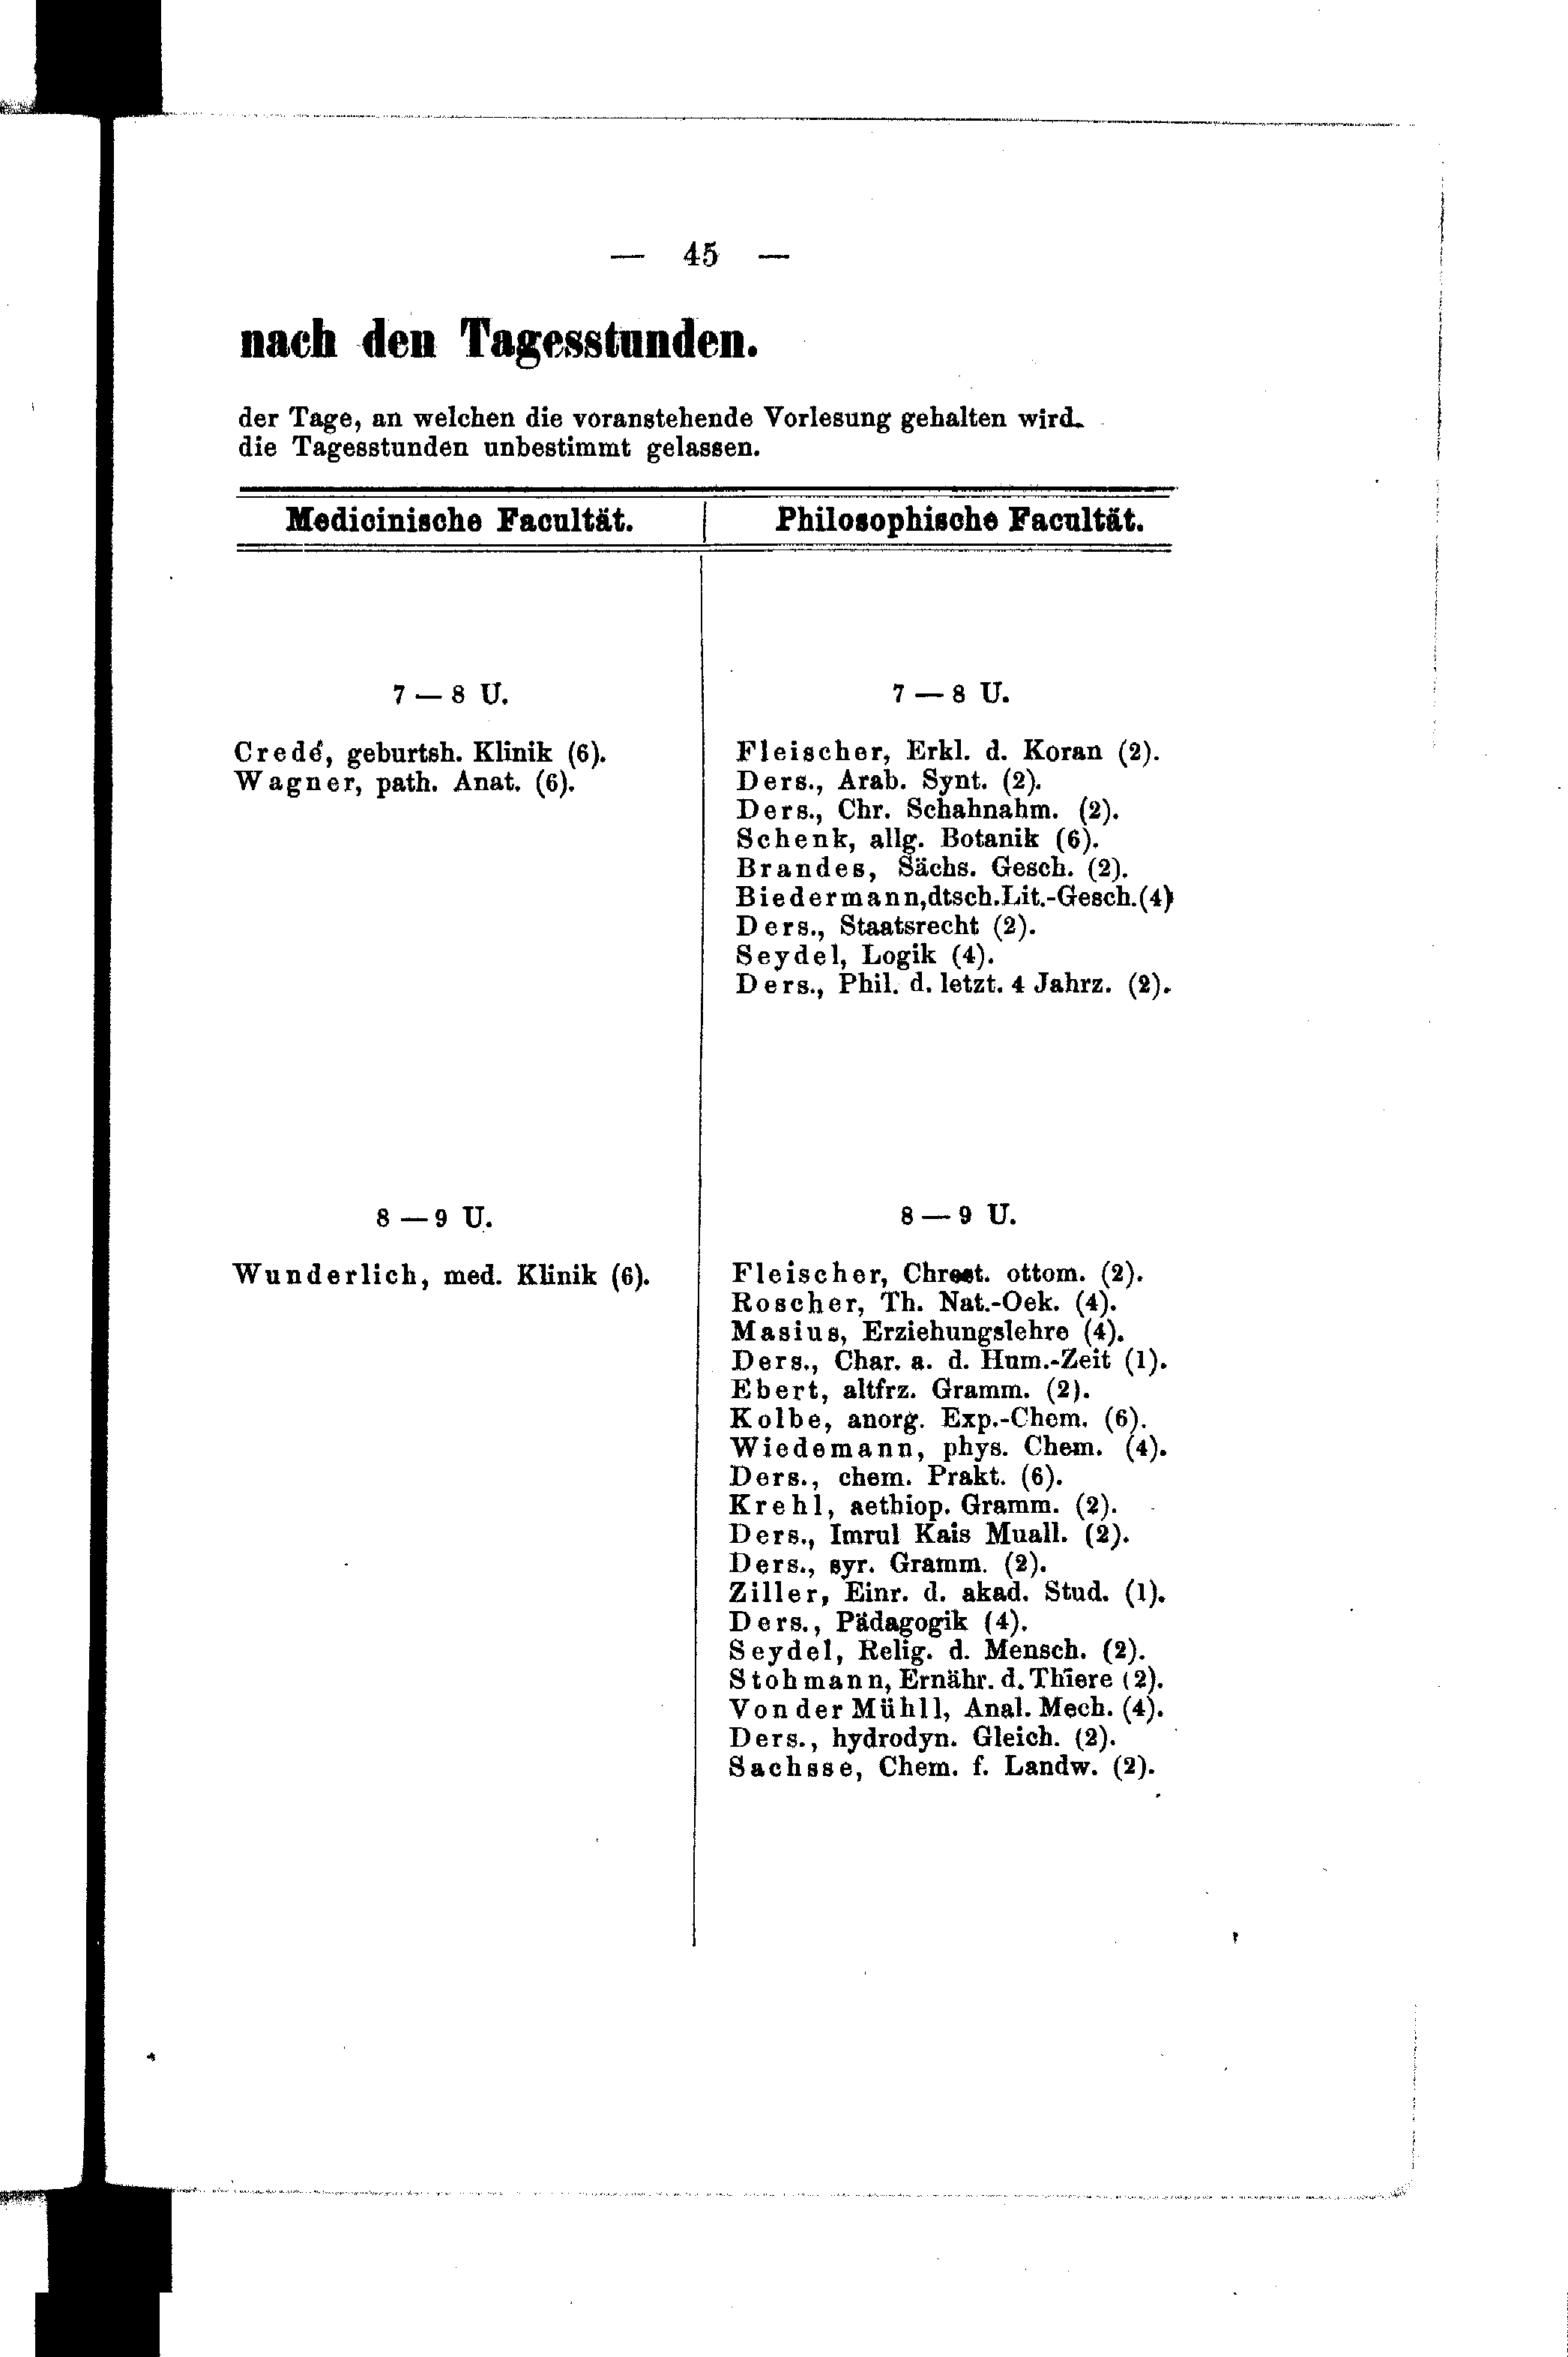 — 45 —
nach den Tagesstunden.
der Tage, an welchen die voranstehende Vorlesung gehalten wird.
die Tagesstunden unbestimmt gelassen.
Medicinische Facultät.
7 — 8 U.
Credé, geburtsh. Klinik (6).
Wagner, path. Anat. (6).
8 — 9 U.
Wunderlich, med. Klinik (6).
Philosophische Facultät.
7 — 8 U.
Fleischer, Erkl. d. Koran (2).
Ders., Arab. Synt. (2).
Ders., Chr. Schahnahm. (2).
Schenk, allg. Botanik (6).
Brandes, Sächs. Gesch. (2).
Biedermann, dtsch. Lit.-Gesch. (4)
Ders., Staatsrecht (2).
Seydel, Logik (4).
Ders., Phil. d. letzt. 4 Jahrz. (2).
8 — 9 U.
Fleischer, Chrest. ottom. (2).
Roscher, Th. Nat.-Oek. (4).
Masius, Erziehungslehre (4).
Ders., Char. a. d. Hum.-Zeit (1).
Ebert, altfrz. Gramm. (2).
Kolbe, anorg. Exp.-Chem. (6).
Wiedemann, phys. Chem. (4).
Ders., chem. Prakt. (6).
Krehl, aethiop. Gramm. (2).
Ders., Imrul Kais Muall. (2).
Ders., syr. Gramm. (2).
Ziller, Einr. d. akad. Stud. (1).
Ders., Pädagogik (4).
Seydel, Relig. d. Mensch. (2).
Stohmann, Ernähr. d. Thiere (2).
Von der Mühll, Anal. Mech. (4).
Ders., hydrodyn. Gleich. (2).
Sachsse, Chem. f. Landw. (2).